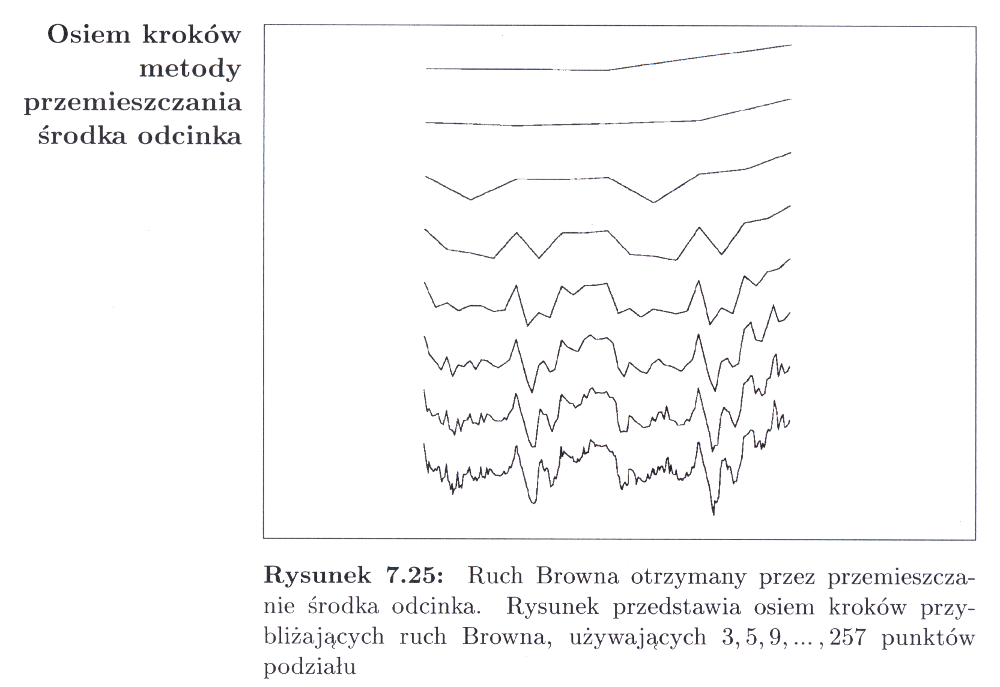 Osiem kroków
metody
przemieszczania
środka odcinka
Rysunek 7.25: Ruch Browna otrzymany przez przemieszcza-
nie środka odcinka. Rysunek przedstawia osiem kroków przy-
bliżających ruch Browna, używających 3, 5, 9, ... , 257 punktów
podziału